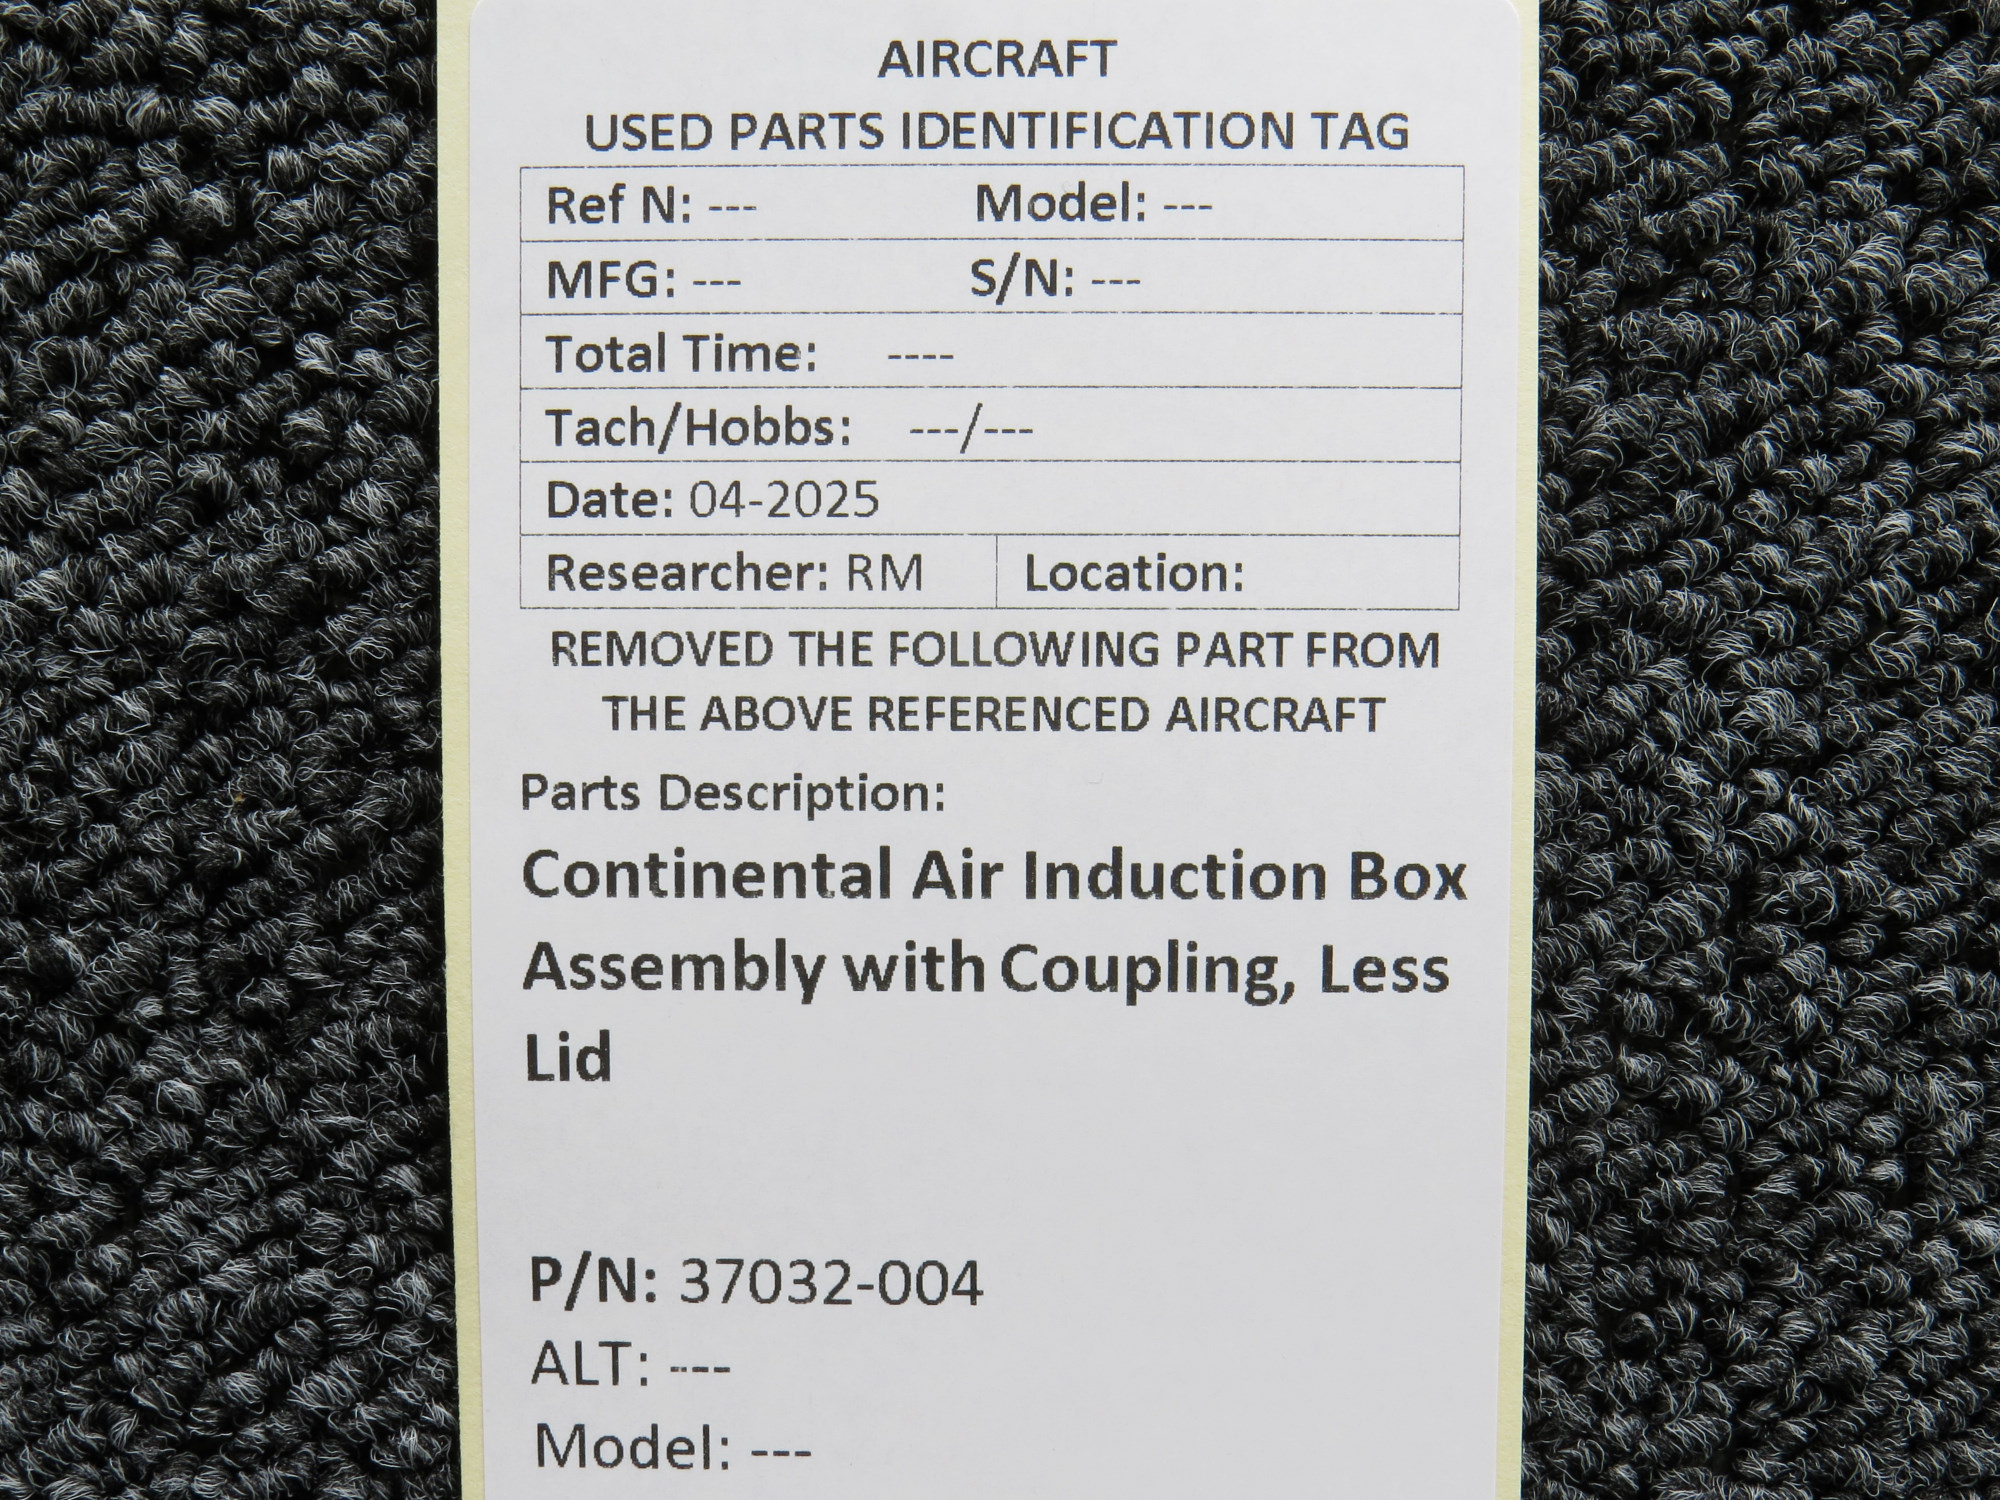 AIRCRAFT
USED PARTS IDENTIFICATION TAG
Ref N: --- Model: ---
MFG: --- S/N: ---
Total Time: ----
Tach/Hobbs: ---/---
Date: 04-2025
Researcher: RM Location:
REMOVED THE FOLLOWING PART FROM
THE ABOVE REFERENCED AIRCRAFT
Parts Description:
Continental Air Induction Box
Assembly with Coupling, Less
Lid
P/N: 37032-004
ALT: ---
Model: ---